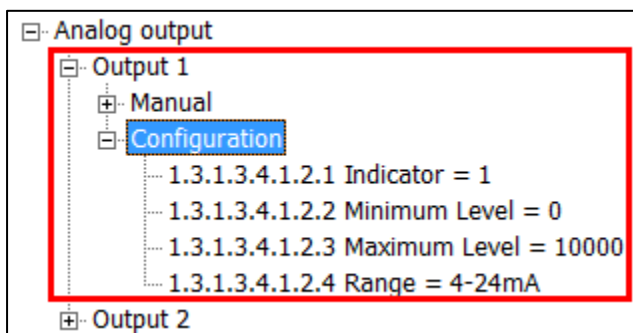 Analog output
Output 1
Manual
Configuration
1.3.1.3.4.1.2.1 Indicator = 1
1.3.1.3.4.1.2.2 Minimum Level = 0
1.3.1.3.4.1.2.3 Maximum Level = 10000
1.3.1.3.4.1.2.4 Range = 4-24mA
Output 2